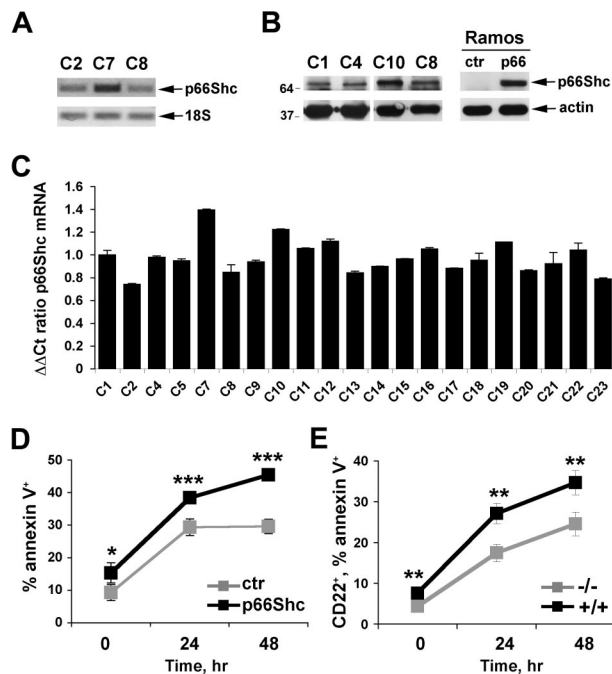 A
C2 C7 C8
p66Shc
18S
B
C1 C4 C10 C8
64
37
Ramos
ctr p66
p66Shc
actin
C
ΔΔCt ratio p66Shc mRNA
1.6
1.4
1.2
1.0
0.8
0.6
0.4
0.2
0
C1 C2 C4 C5 C7 C8 C9 C10 C11 C12 C13 C14 C15 C16 C17 C18 C19 C20 C21 C22 C23
D
% annexin V+
50
40
30
20
10
0
*
***
***
ctr
p66Shc
0 24 48
Time, hr
E
CD22+, % annexin V+
40
30
20
10
0
**
**
**
-/-
+/+
0 24 48
Time, hr